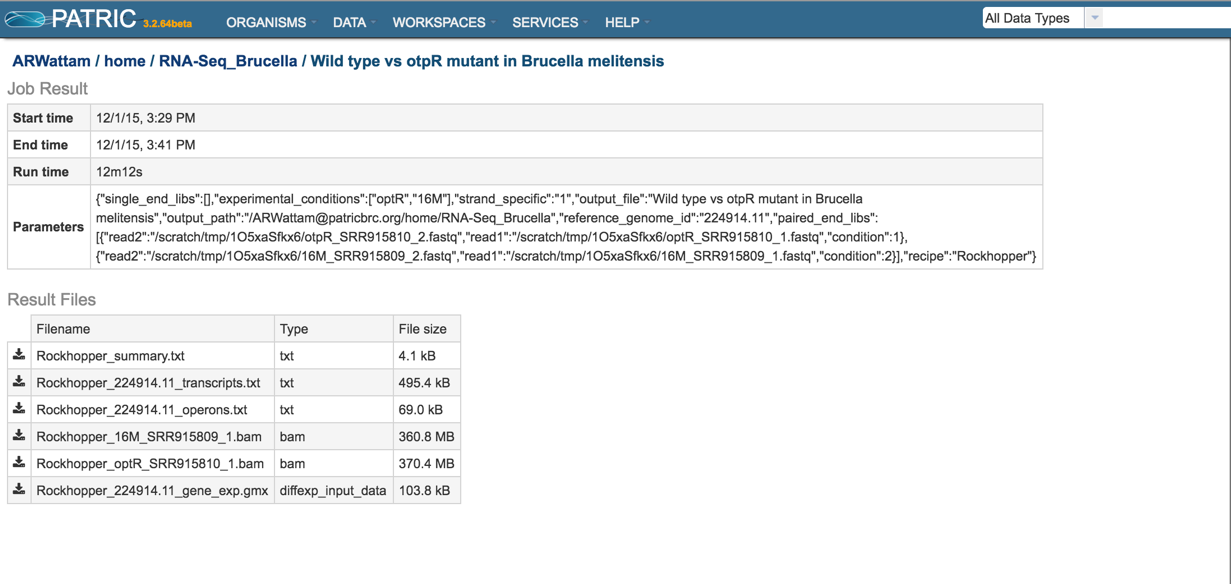 PATRIC 3.2.64beta ORGANISMS DATA WORKSPACES SERVICES HELP All Data Types
ARWattam / home / RNA-Seq_Brucella / Wild type vs otpR mutant in Brucella melitensis
Job Result
Start time 12/1/15, 3:29 PM
End time 12/1/15, 3:41 PM
Run time 12m12s
Parameters
{"single_end_libs":[],"experimental_conditions":["optR","16M"],"strand_specific":"1","output_file":"Wild type vs otpR mutant in Brucella
melitensis","output_path":"/ARWattam@patricbrc.org/home/RNA-Seq_Brucella","reference_genome_id":"224914.11","paired_end_libs":
[{"read2":"/scratch/tmp/1O5xaSfkx6/otpR_SRR915810_2.fastq","read1":"/scratch/tmp/1O5xaSfkx6/optR_SRR915810_1.fastq","condition":1},
{"read2":"/scratch/tmp/1O5xaSfkx6/16M_SRR915809_2.fastq","read1":"/scratch/tmp/1O5xaSfkx6/16M_SRR915809_1.fastq","condition":2}],"recipe":"Rockhopper"}
Result Files
Filename Type File size
Rockhopper_summary.txt txt 4.1 kB
Rockhopper_224914.11_transcripts.txt txt 495.4 kB
Rockhopper_224914.11_operons.txt txt 69.0 kB
Rockhopper_16M_SRR915809_1.bam bam 360.8 MB
Rockhopper_optR_SRR915810_1.bam bam 370.4 MB
Rockhopper_224914.11_gene_exp.gmx diffexp_input_data 103.8 kB